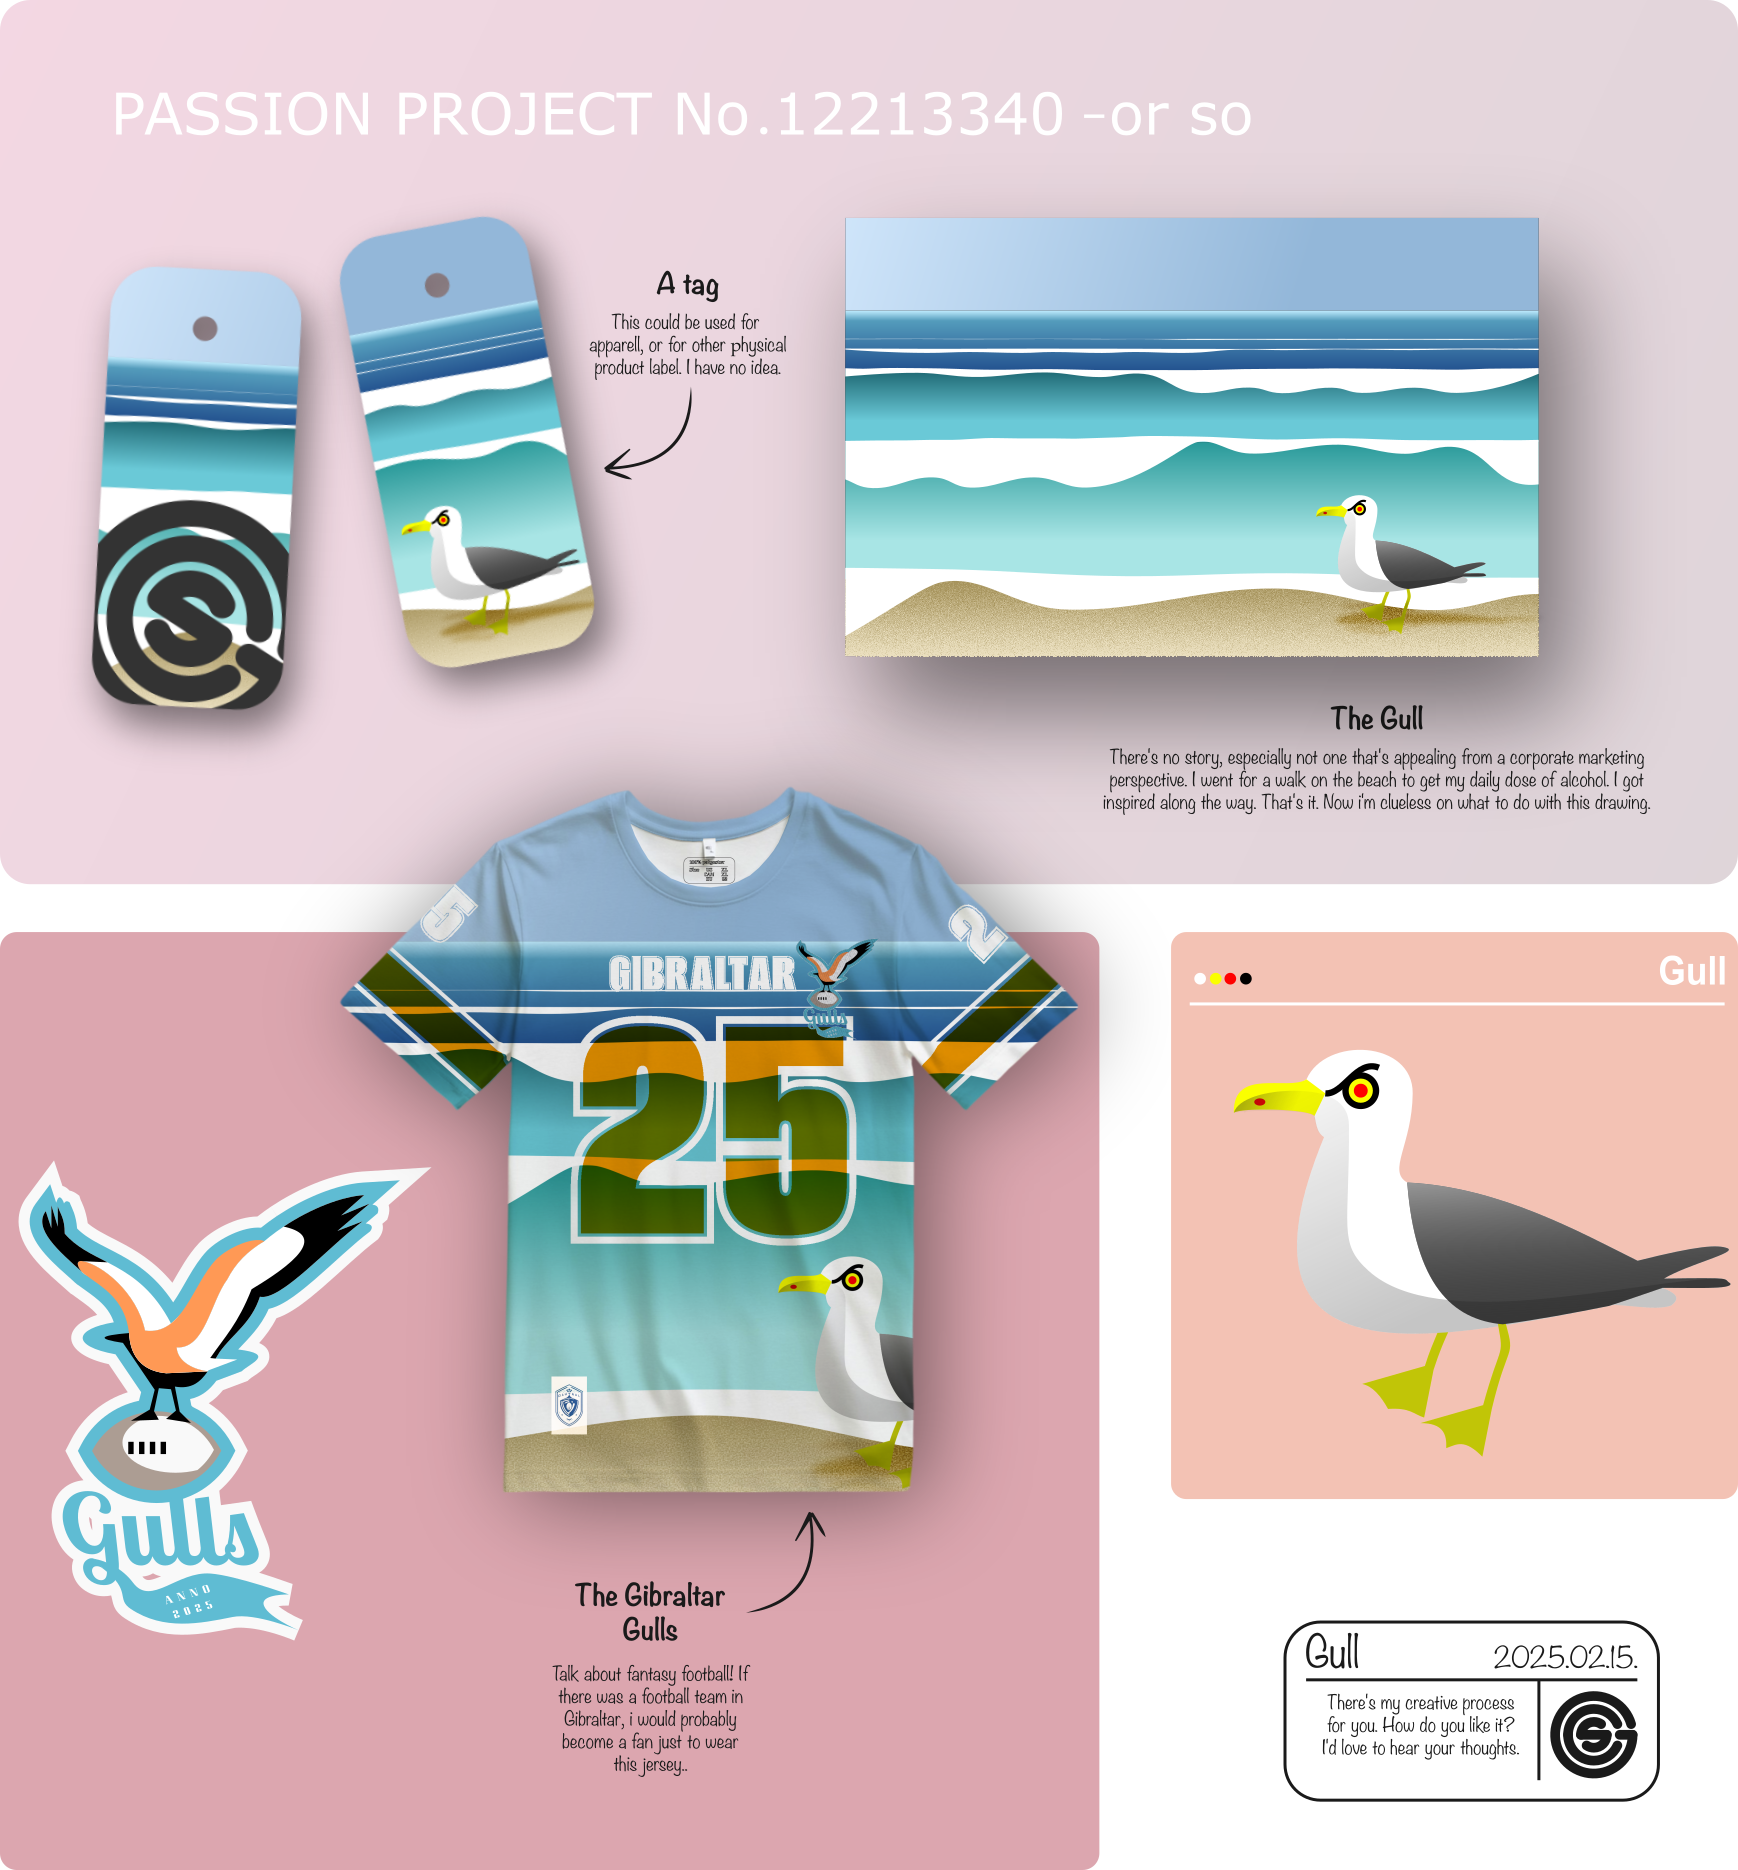 PASSION PROJECT No.12213340 -or so
A tag
This could be used for
apparell, or for other physical
product label. I have no idea.
The Gull
There's no story, especially not one that's appealing from a corporate marketing
perspective. I went for a walk on the beach to get my daily dose of alcohol. I got
inspired along the way. That's it. Now i'm clueless on what to do with this drawing.
5
2
GIBRALTAR
Gulls
25
Gull
Gulls
ANNO
2025
The Gibraltar
Gulls
Talk about fantasy football! If
there was a football team in
Gibraltar, i would probably
become a fan just to wear
this jersey..
Gull
2025.02.15.
There's my creative process
for you. How do you like it?
I'd love to hear your thoughts.